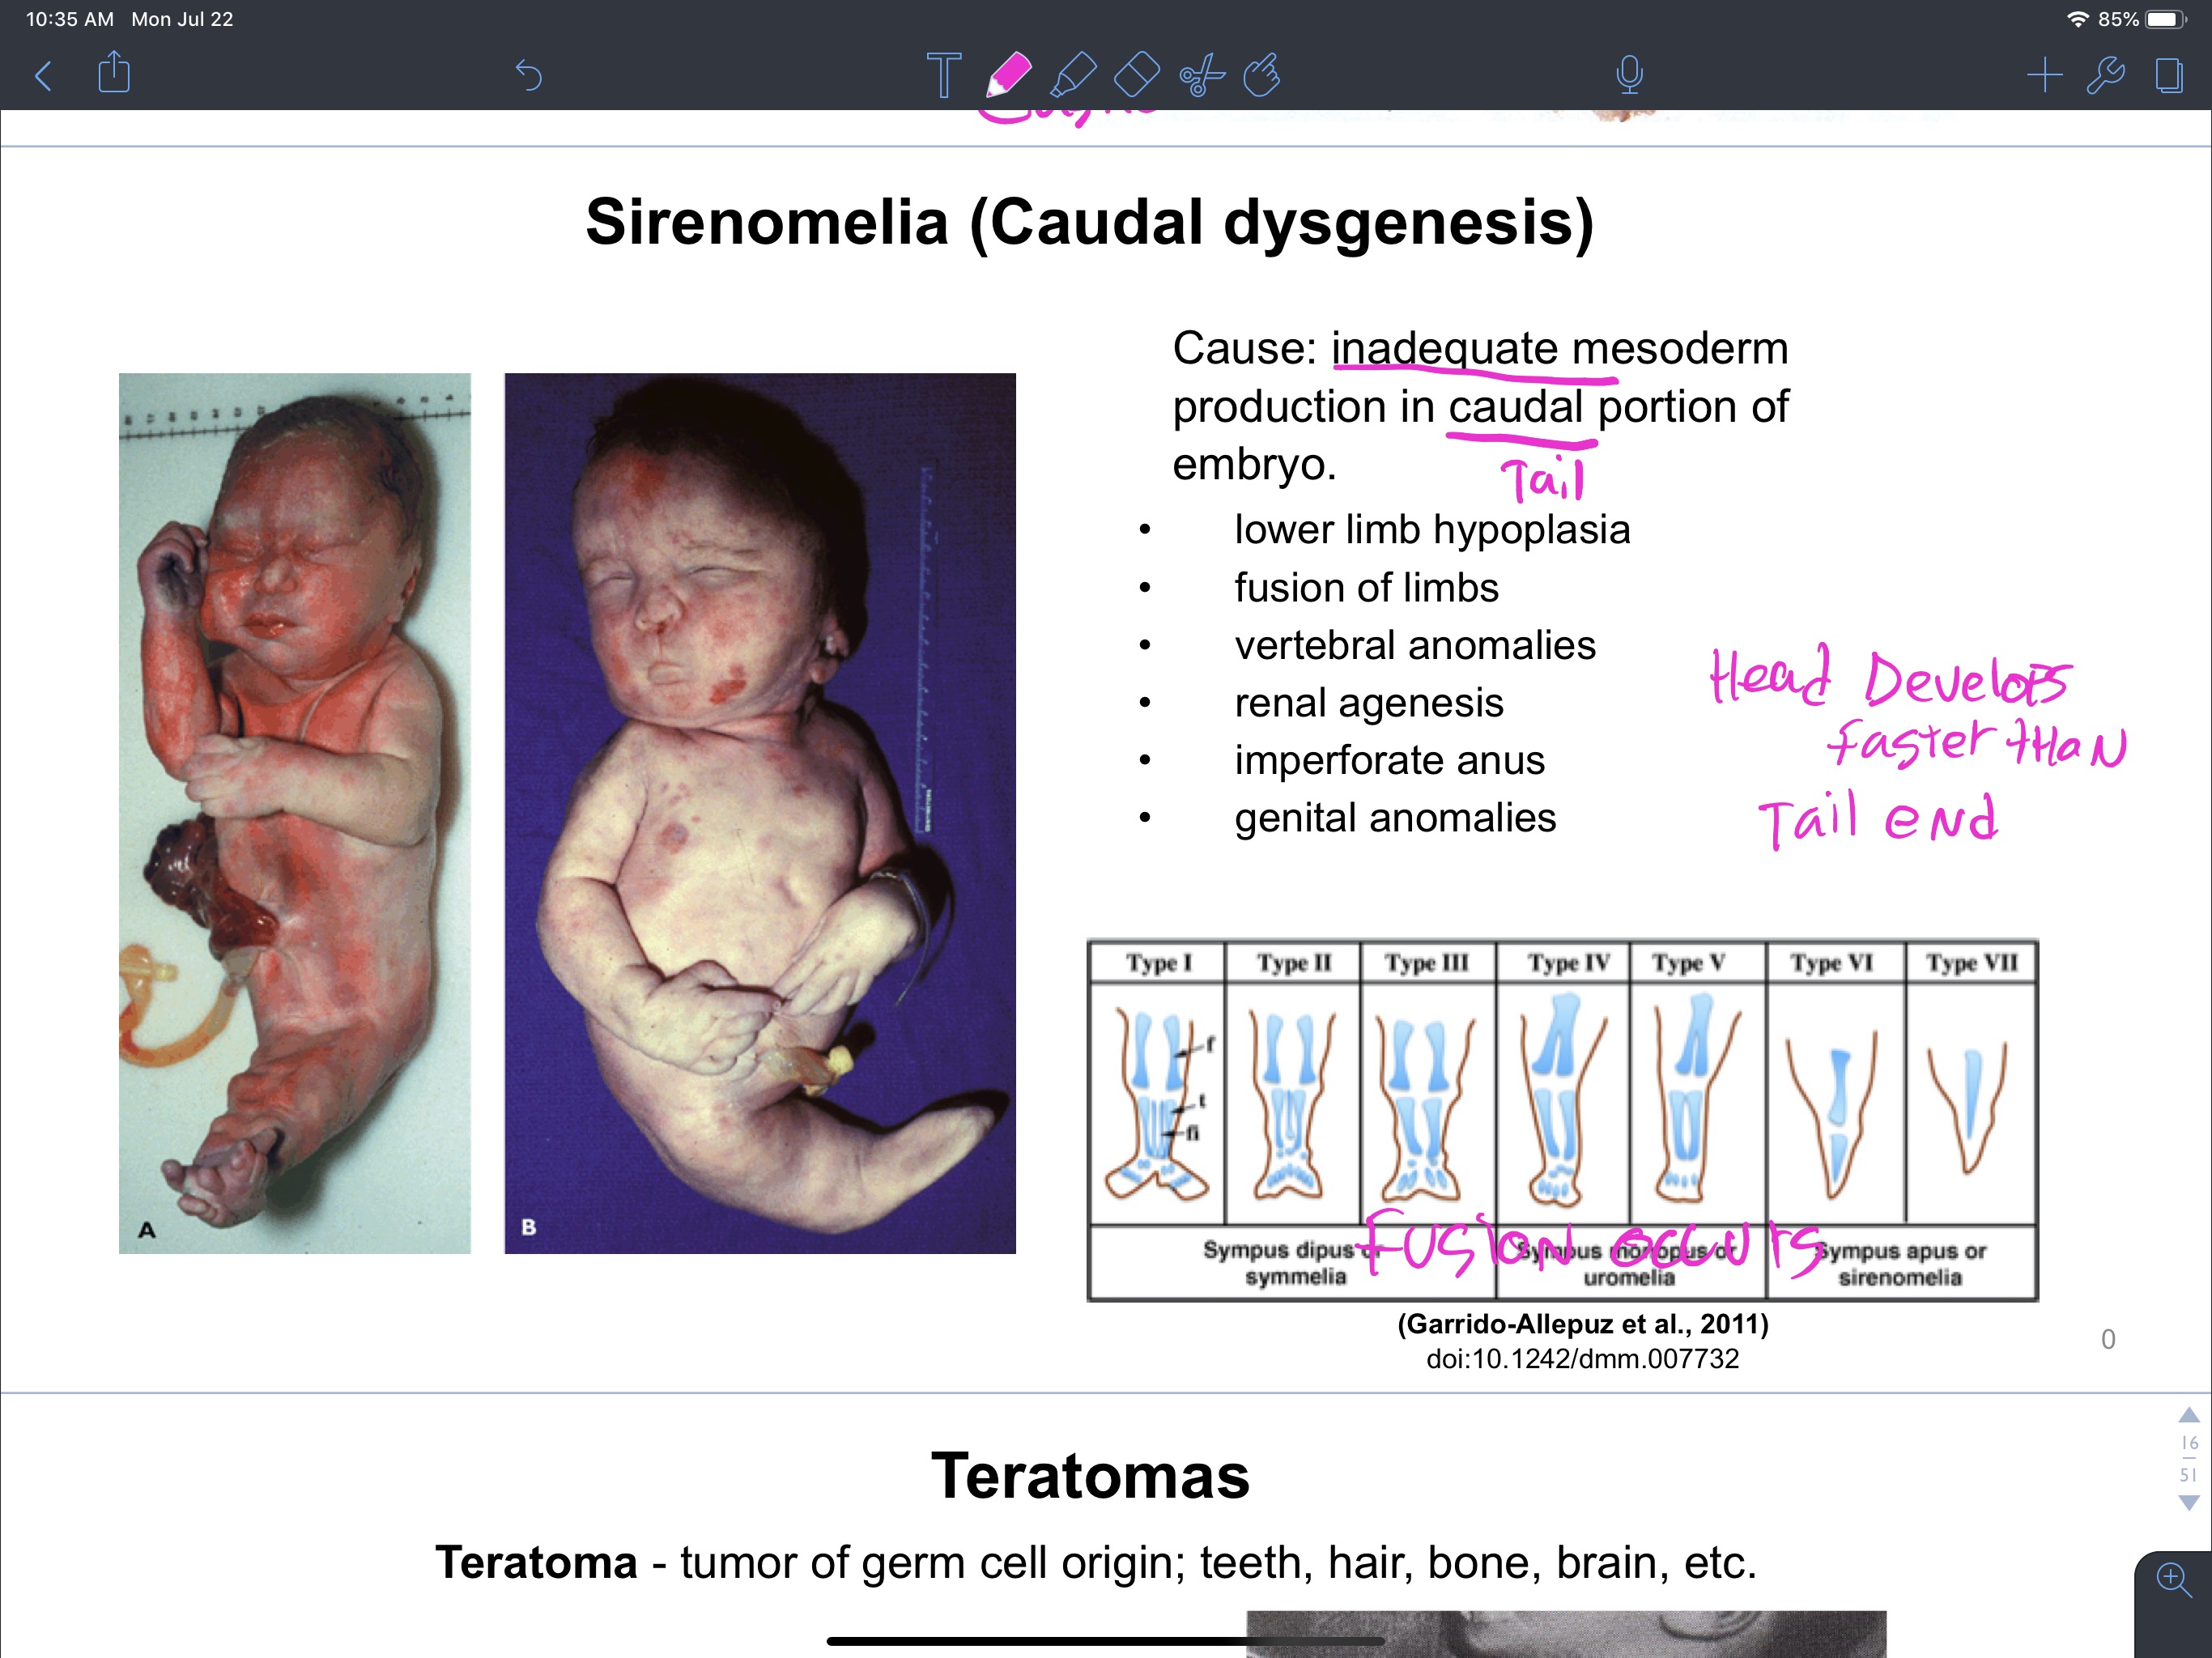 10:35 AM Mon Jul 22
85%
Sirenomelia (Caudal dysgenesis)
Cause: inadequate mesoderm
production in caudal portion of
embryo.
Tail
• lower limb hypoplasia
• fusion of limbs
• vertebral anomalies
• renal agenesis
• imperforate anus
• genital anomalies
Head Develops
faster than
Tail end
A
B
Type I Type II Type III Type IV Type V Type VI Type VII
f
t
fi
Fusion occurs
Sympus dipus or
symmelia
Sympus monopus or
uromelia
Sympus apus or
sirenomelia
(Garrido-Allepuz et al., 2011)
doi:10.1242/dmm.007732
0
16
51
Teratomas
Teratoma - tumor of germ cell origin; teeth, hair, bone, brain, etc.